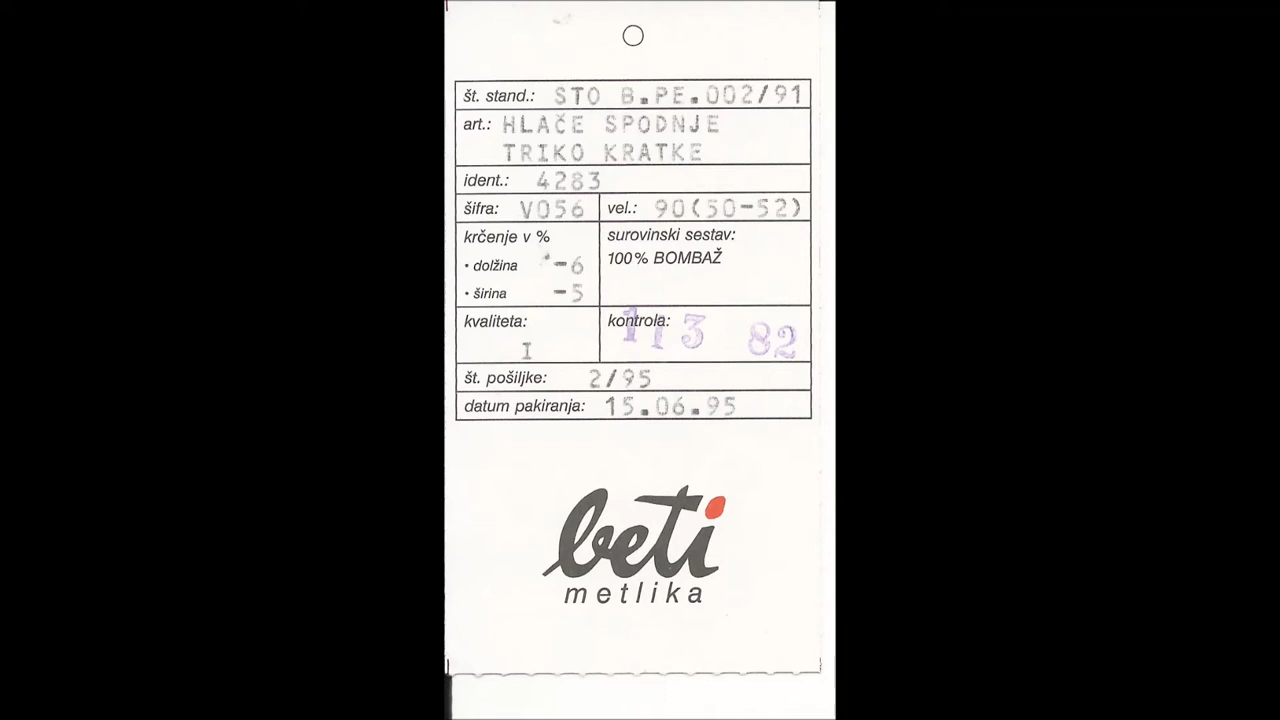 št. stand.: STO B.PE.002/91
art.: HLAČE SPODNJE
TRIKO KRATKE
ident.: 4283
šifra: V056 vel.: 90(50-52)
krčenje v % surovinski sestav:
100% BOMBAŽ
• dolžina -6
• širina -5
kvaliteta: kontrola:
113 82
I
št. pošiljke: 2/95
datum pakiranja: 15.06.95
beti
metlika